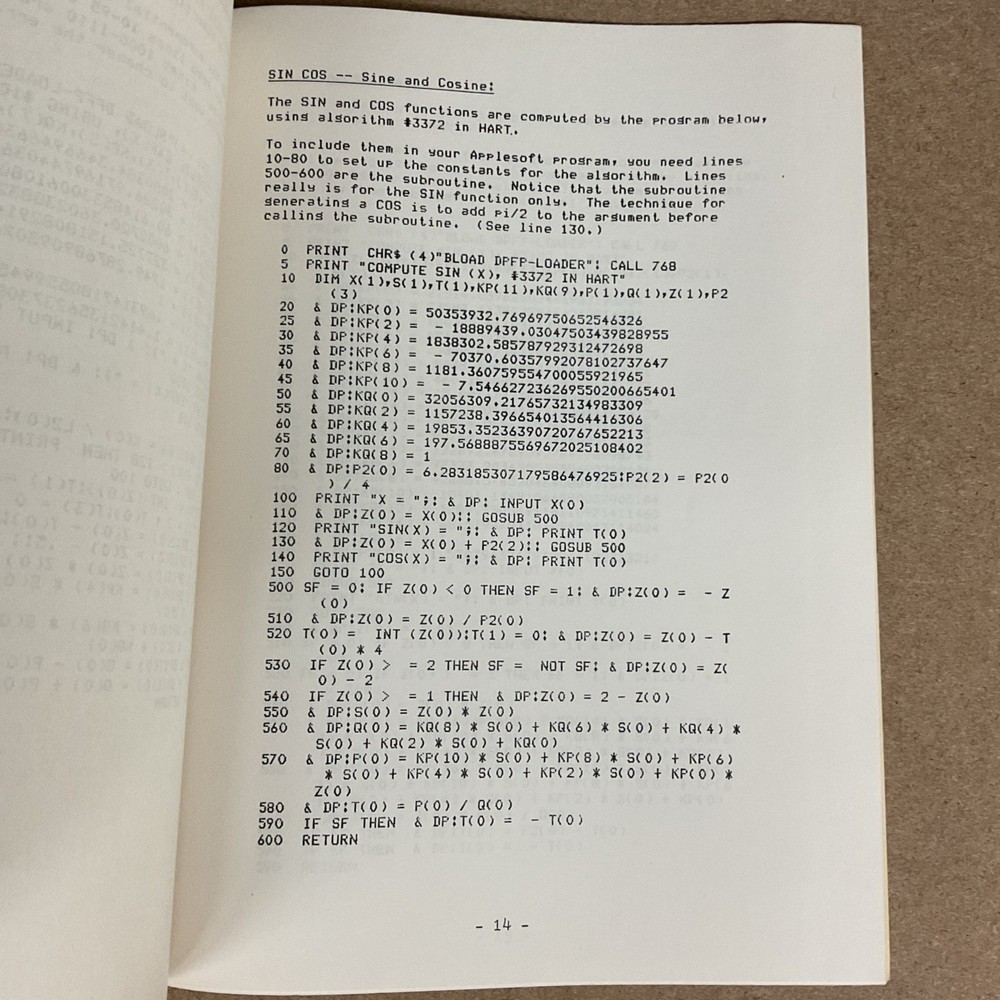 SIN COS -- Sine and Cosine:
The SIN and COS functions are computed by the program below,
using algorithm #3372 in HART.
To include them in your Applesoft program, you need lines
10-80 to set up the constants for the algorithm.  Lines
500-600 are the subroutine.  Notice that the subroutine
really is for the SIN function only.  The technique for
generating a COS is to add pi/2 to the argument before
calling the subroutine.  (See line 130.)
0  PRINT  CHR$ (4)"BLOAD DPFP-LOADER": CALL 768
5  PRINT "COMPUTE SIN (X), #3372 IN HART"
10  DIM X(1),S(1),T(1),KP(11),KQ(9),P(1),Q(1),Z(1),P2
(3)
20  & DP:KP(0) = 50353932.76969750652546326
25  & DP:KP(2) =  - 18889439.03047503439828955
30  & DP:KP(4) = 1838302.585787929312472698
35  & DP:KP(6) =  - 70370.60357992078102737647
40  & DP:KP(8) = 1181.360759554700055921965
45  & DP:KP(10) =  - 7.546627236269550200665401
50  & DP:KQ(0) = 32056309.21765732134983309
55  & DP:KQ(2) = 1157238.396654013564416306
60  & DP:KQ(4) = 19853.35236390720767652213
65  & DP:KQ(6) = 197.5688875569672025108402
70  & DP:KQ(8) = 1
80  & DP:P2(0) = 6.283185307179586476925:P2(2) = P2(0
) / 4
100  PRINT "X = ";: & DP: INPUT X(0)
110  & DP:Z(0) = X(0):: GOSUB 500
120  PRINT "SIN(X) = ";: & DP: PRINT T(0)
130  & DP:Z(0) = X(0) + P2(2):: GOSUB 500
140  PRINT "COS(X) = ";: & DP: PRINT T(0)
150  GOTO 100
500 SF = 0: IF Z(0) < 0 THEN SF = 1: & DP:Z(0) =  - Z
(0)
510  & DP:Z(0) = Z(0) / P2(0)
520 T(0) =  INT (Z(0)):T(1) = 0: & DP:Z(0) = Z(0) - T
(0) * 4
530  IF Z(0) >  = 2 THEN SF =  NOT SF: & DP:Z(0) = Z(
0) - 2
540  IF Z(0) >  = 1 THEN  & DP:Z(0) = 2 - Z(0)
550  & DP:S(0) = Z(0) * Z(0)
560  & DP:Q(0) = KQ(8) * S(0) + KQ(6) * S(0) + KQ(4) *
S(0) + KQ(2) * S(0) + KQ(0)
570  & DP:P(0) = KP(10) * S(0) + KP(8) * S(0) + KP(6)
* S(0) + KP(4) * S(0) + KP(2) * S(0) + KP(0) *
Z(0)
580  & DP:T(0) = P(0) / Q(0)
590  IF SF THEN  & DP:T(0) =  - T(0)
600  RETURN
- 14 -